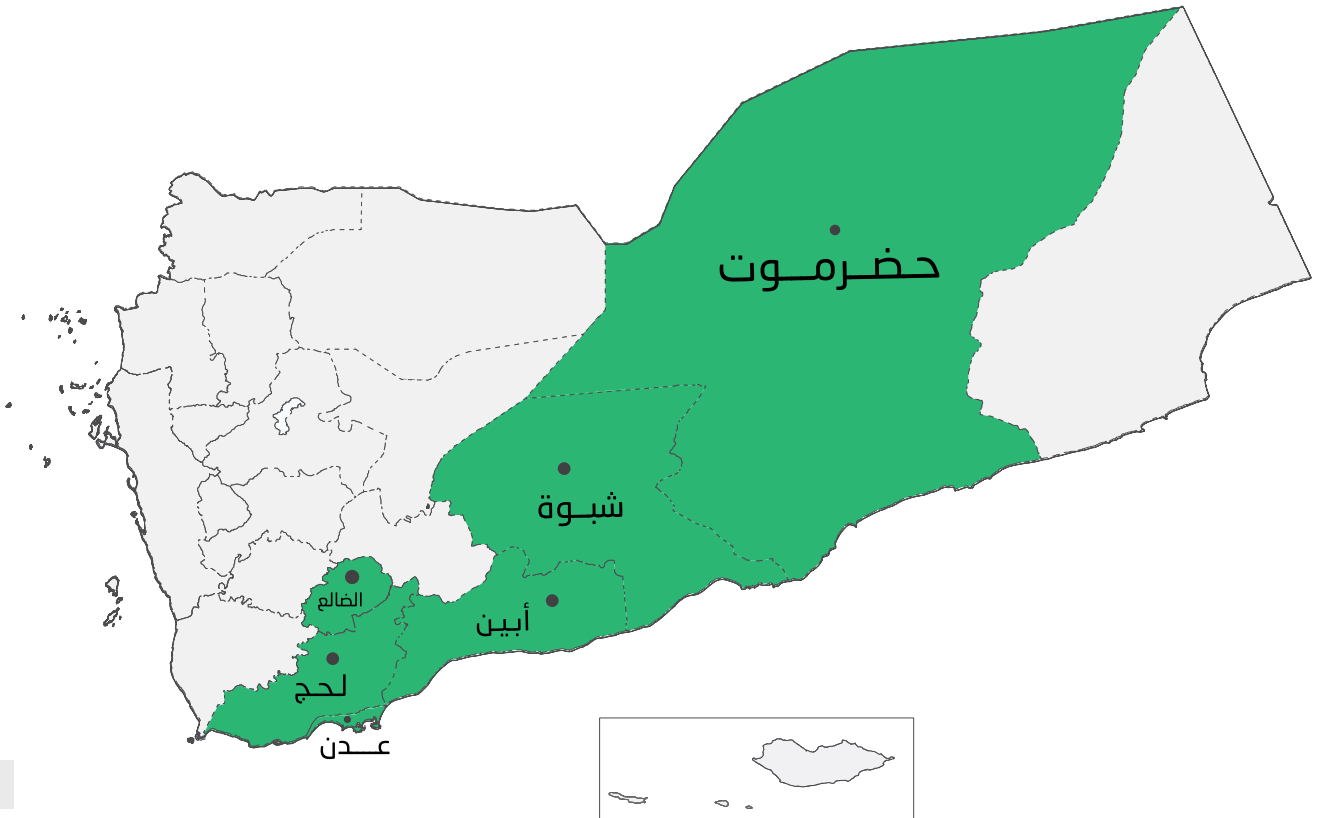 حضرموت
شبوة
الضالع
أبين
لحج
عدن